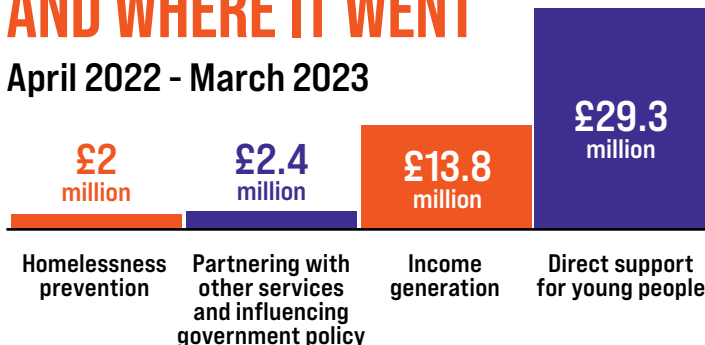 AND WHERE IT WENT
April 2022 - March 2023
£2
million
£2.4
million
£13.8
million
£29.3
million
Homelessness
prevention
Partnering with
other services
and influencing
government policy
Income
generation
Direct support
for young people